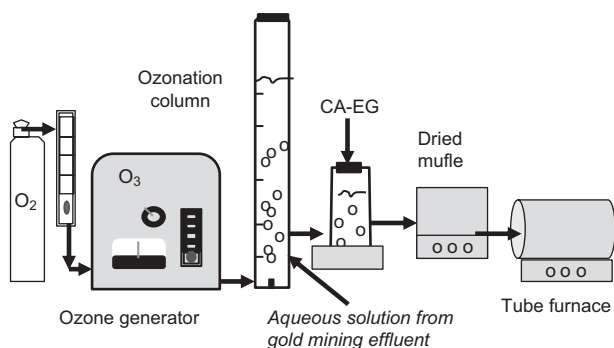 Ozonation
column
CA-EG
Dried
mufle
O₂
O₃
Ozone generator
Aqueous solution from
gold mining effluent
Tube furnace